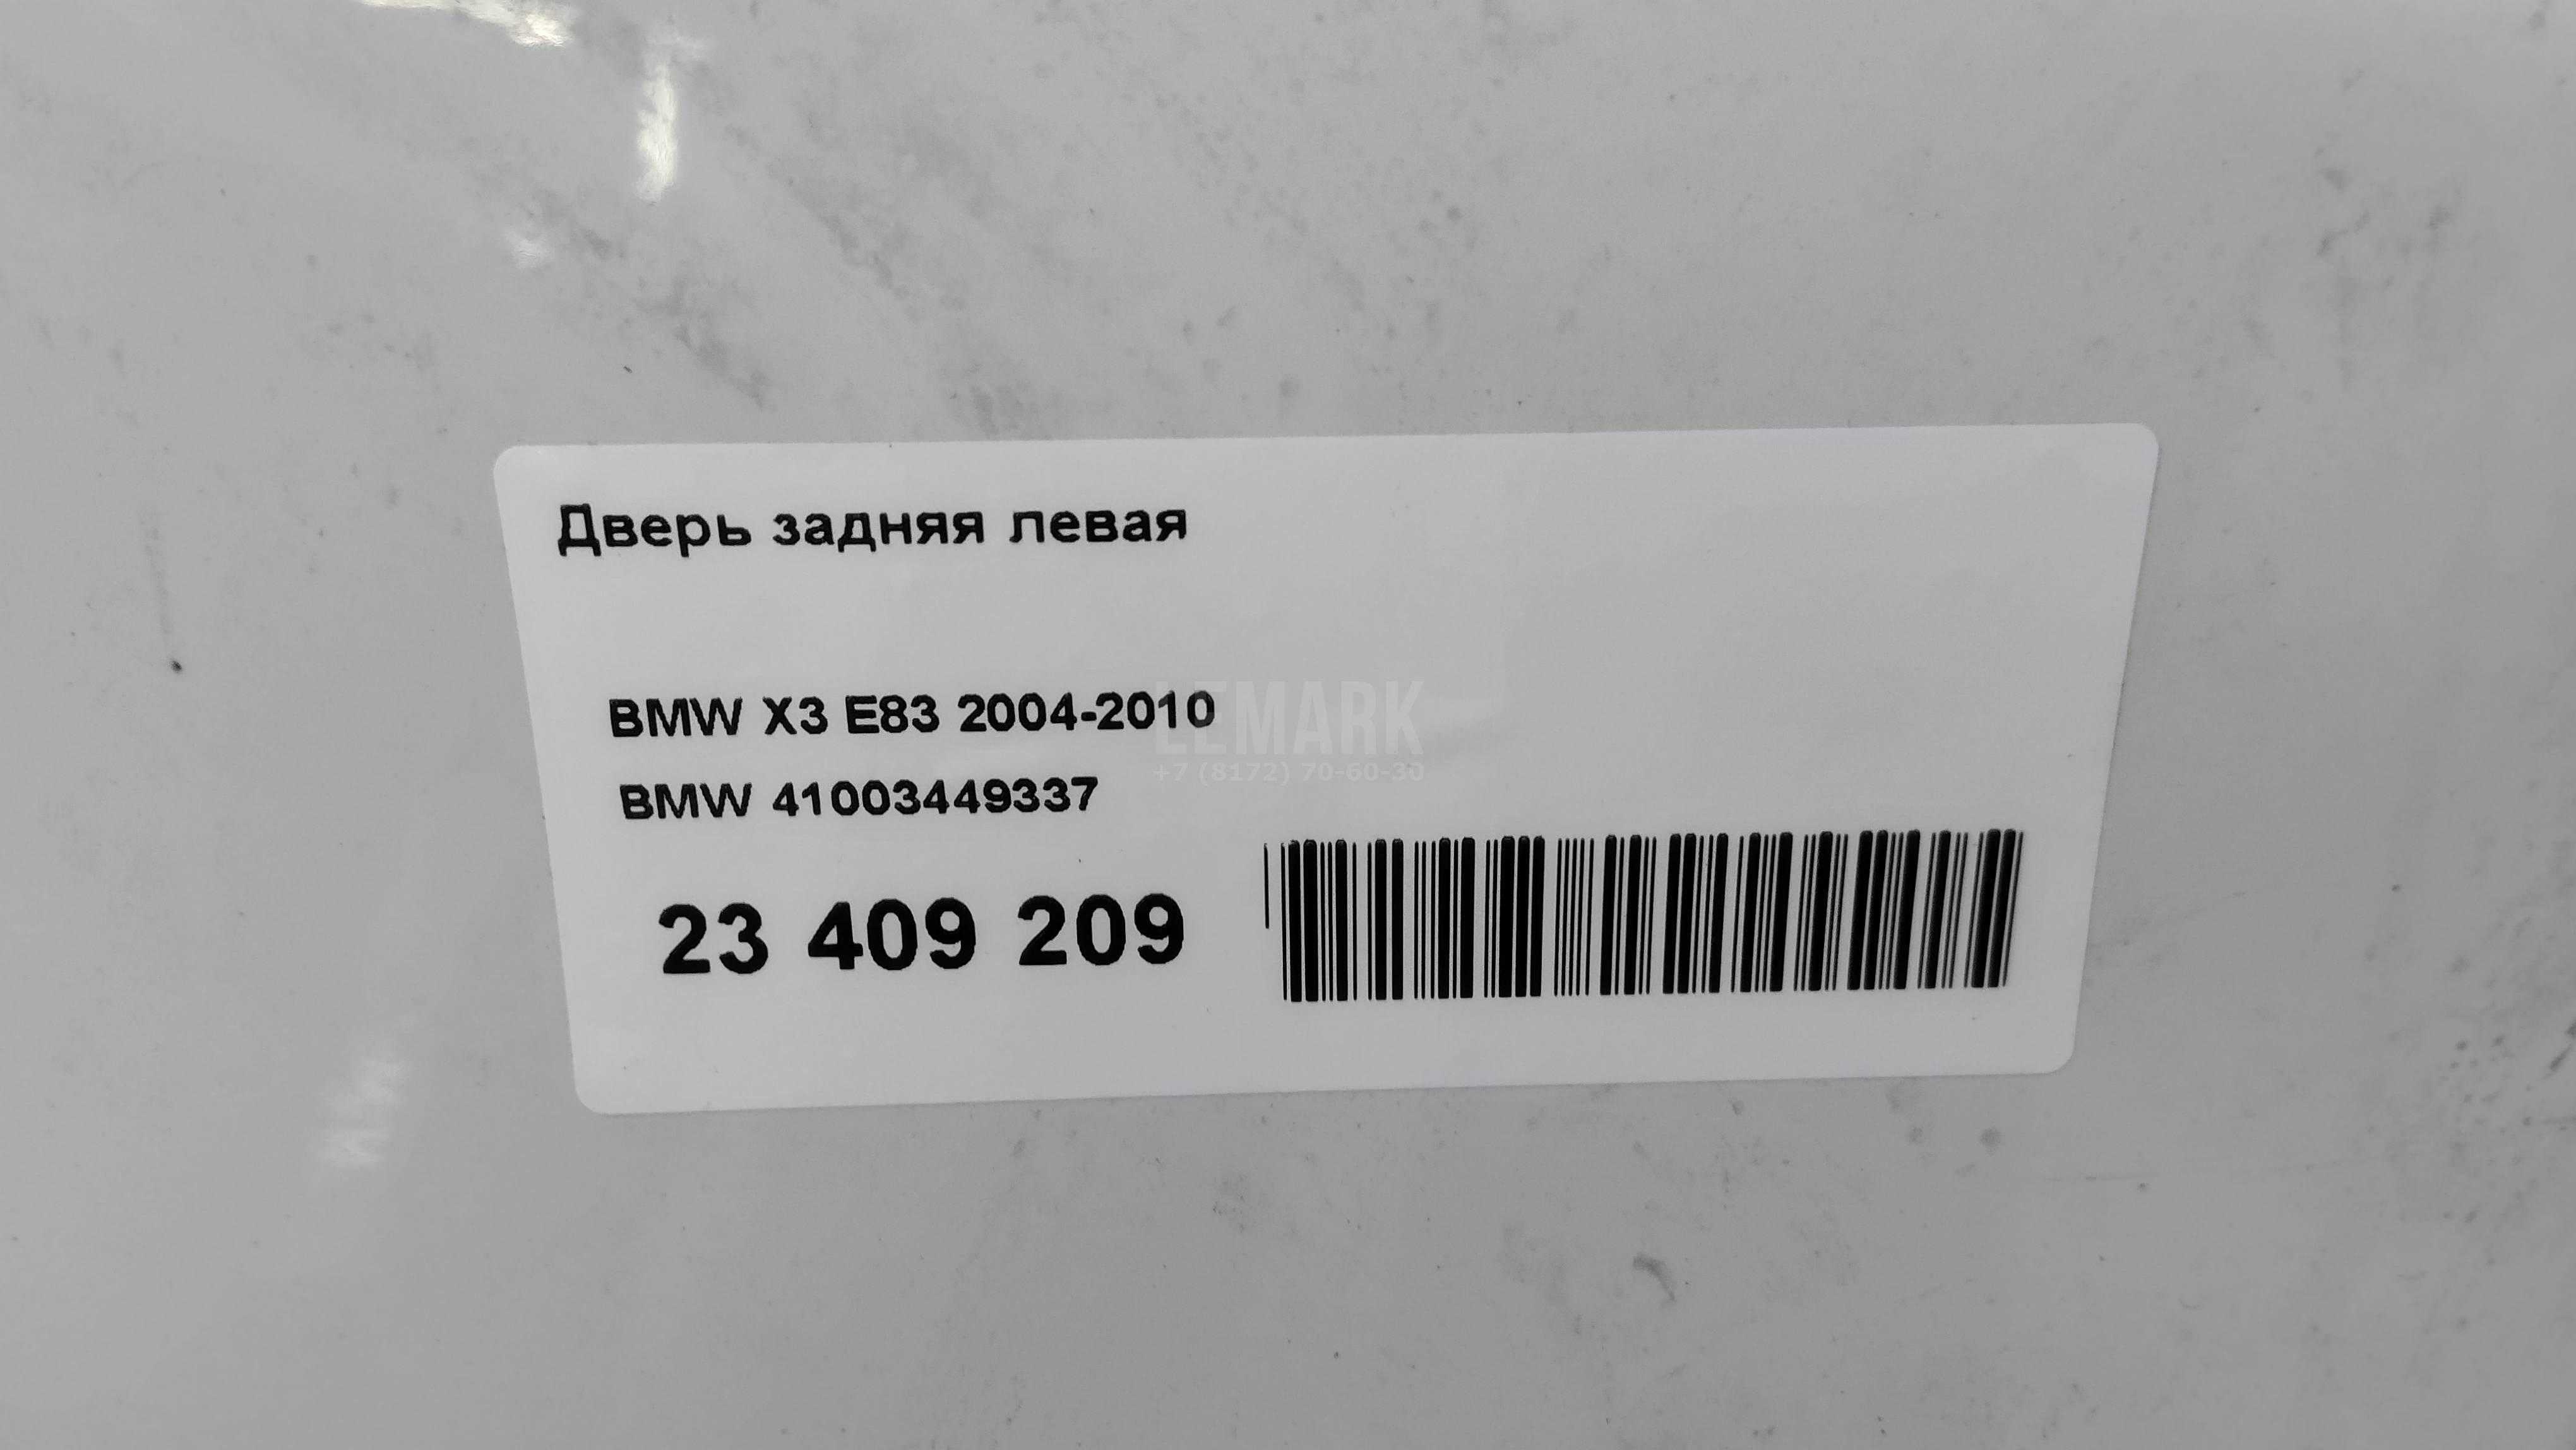 Дверь задняя левая
BMW X3 E83 2004-2010
LEMARK
+7 (8172) 70-60-30
BMW 41003449337
23 409 209